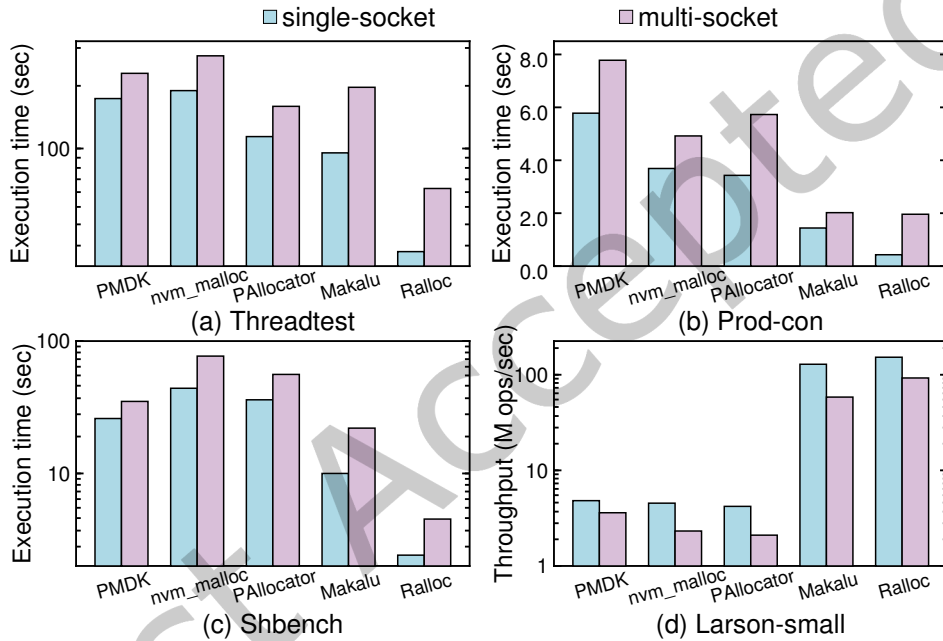 single-socket multi-socket
Execution time (sec)
100
PMDK nvm_malloc PAllocator Makalu Ralloc
(a) Threadtest
Execution time (sec)
8.0
6.0
4.0
2.0
0.0
PMDK nvm_malloc PAllocator Makalu Ralloc
(b) Prod-con
Execution time (sec)
100
10
PMDK nvm_malloc PAllocator Makalu Ralloc
(c) Shbench
Throughput (M ops/sec)
100
10
1
PMDK nvm_malloc PAllocator Makalu Ralloc
(d) Larson-small
st Accepted